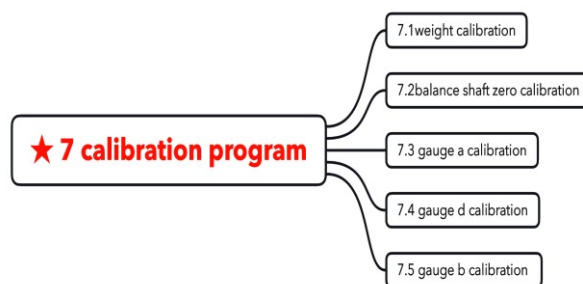 7.1weight calibration
7.2balance shaft zero calibration
★ 7 calibration program
7.3 gauge a calibration
7.4 gauge d calibration
7.5 gauge b calibration